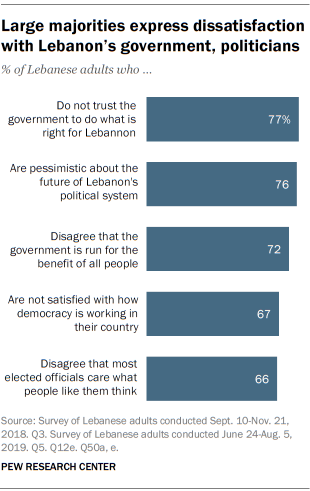 Large majorities express dissatisfaction
with Lebanon's government, politicians
% of Lebanese adults who ...
Do not trust the
government to do what is
right for Lebannon
77%
Are pessimistic about the
future of Lebanon's
political system
76
Disagree that the
government is run for the
benefit of all people
72
Are not satisfied with how
democracy is working in
their country
67
Disagree that most
elected officials care what
people like them think
66
Source: Survey of Lebanese adults conducted Sept. 10-Nov. 21,
2018. Q3. Survey of Lebanese adults conducted June 24-Aug. 5,
2019. Q5. Q12e. Q50a, e.
PEW RESEARCH CENTER